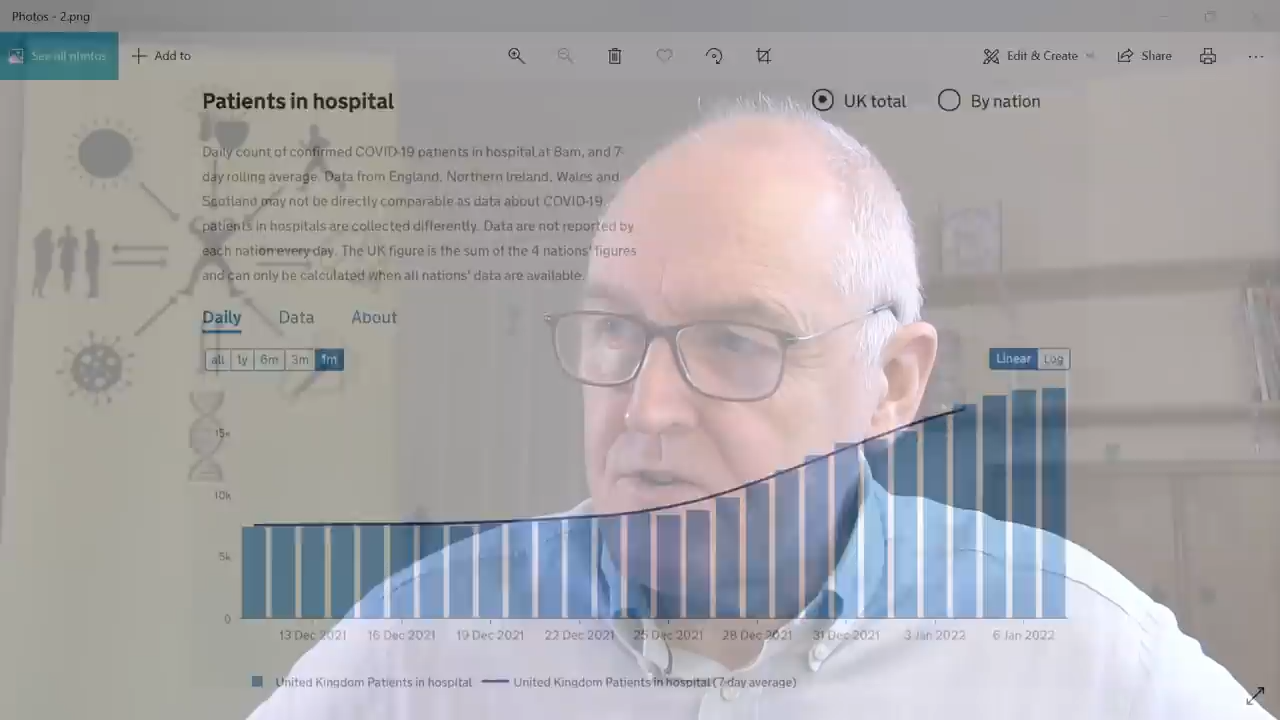 Photos - 2.png
See all photos
Add to
Edit & Create
Share
Patients in hospital
UK total
By nation
Daily count of confirmed COVID-19 patients in hospital at 8am, and 7-
day rolling average. Data from England, Northern Ireland, Wales and
Scotland may not be directly comparable as data about COVID-19
patients in hospitals are collected differently. Data are not reported by
each nation every day. The UK figure is the sum of the 4 nations' figures
and can only be calculated when all nations' data are available.
Daily Data About
all 1y 6m 3m 1m
Linear Log
15k
10k
5k
0
13 Dec 2021 16 Dec 2021 19 Dec 2021 22 Dec 2021 25 Dec 2021 28 Dec 2021 31 Dec 2021 3 Jan 2022 6 Jan 2022
United Kingdom Patients in hospital United Kingdom Patients in hospital (7-day average)